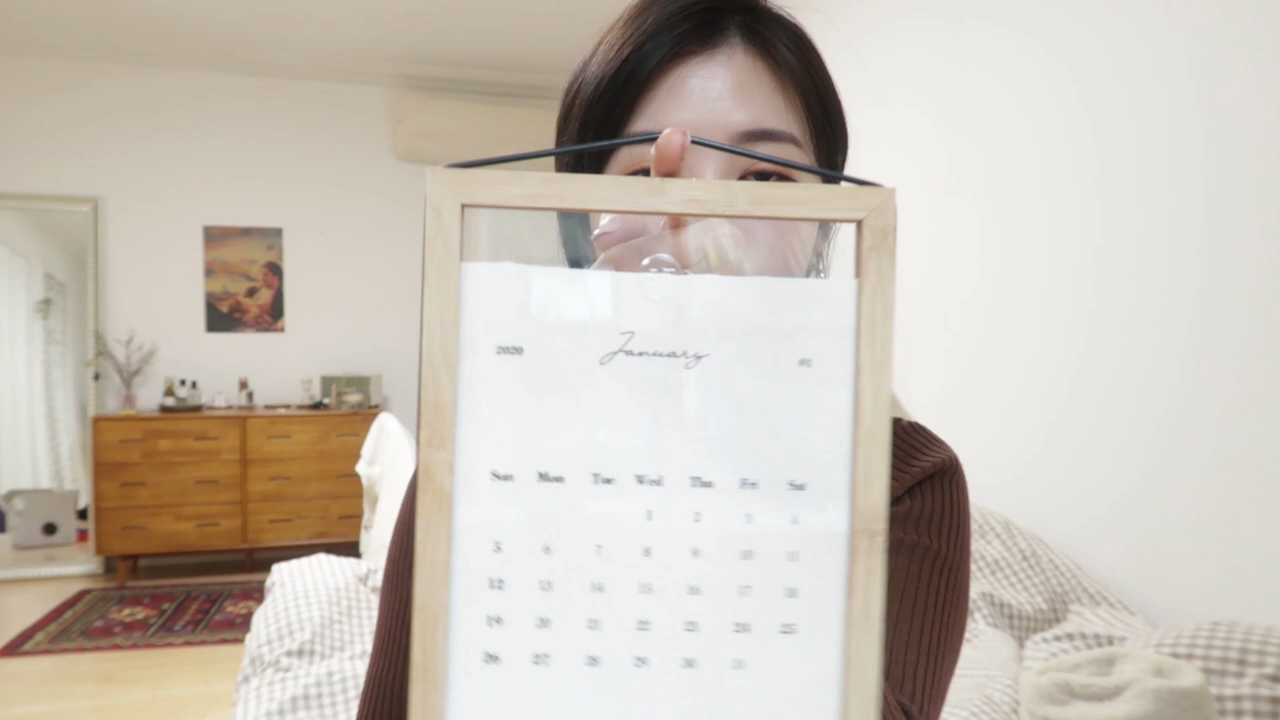 2020 January 01
Sun Mon Tue Wed Thu Fri Sat
1 2 3 4
5 6 7 8 9 10 11
12 13 14 15 16 17 18
19 20 21 22 23 24 25
26 27 28 29 30 31